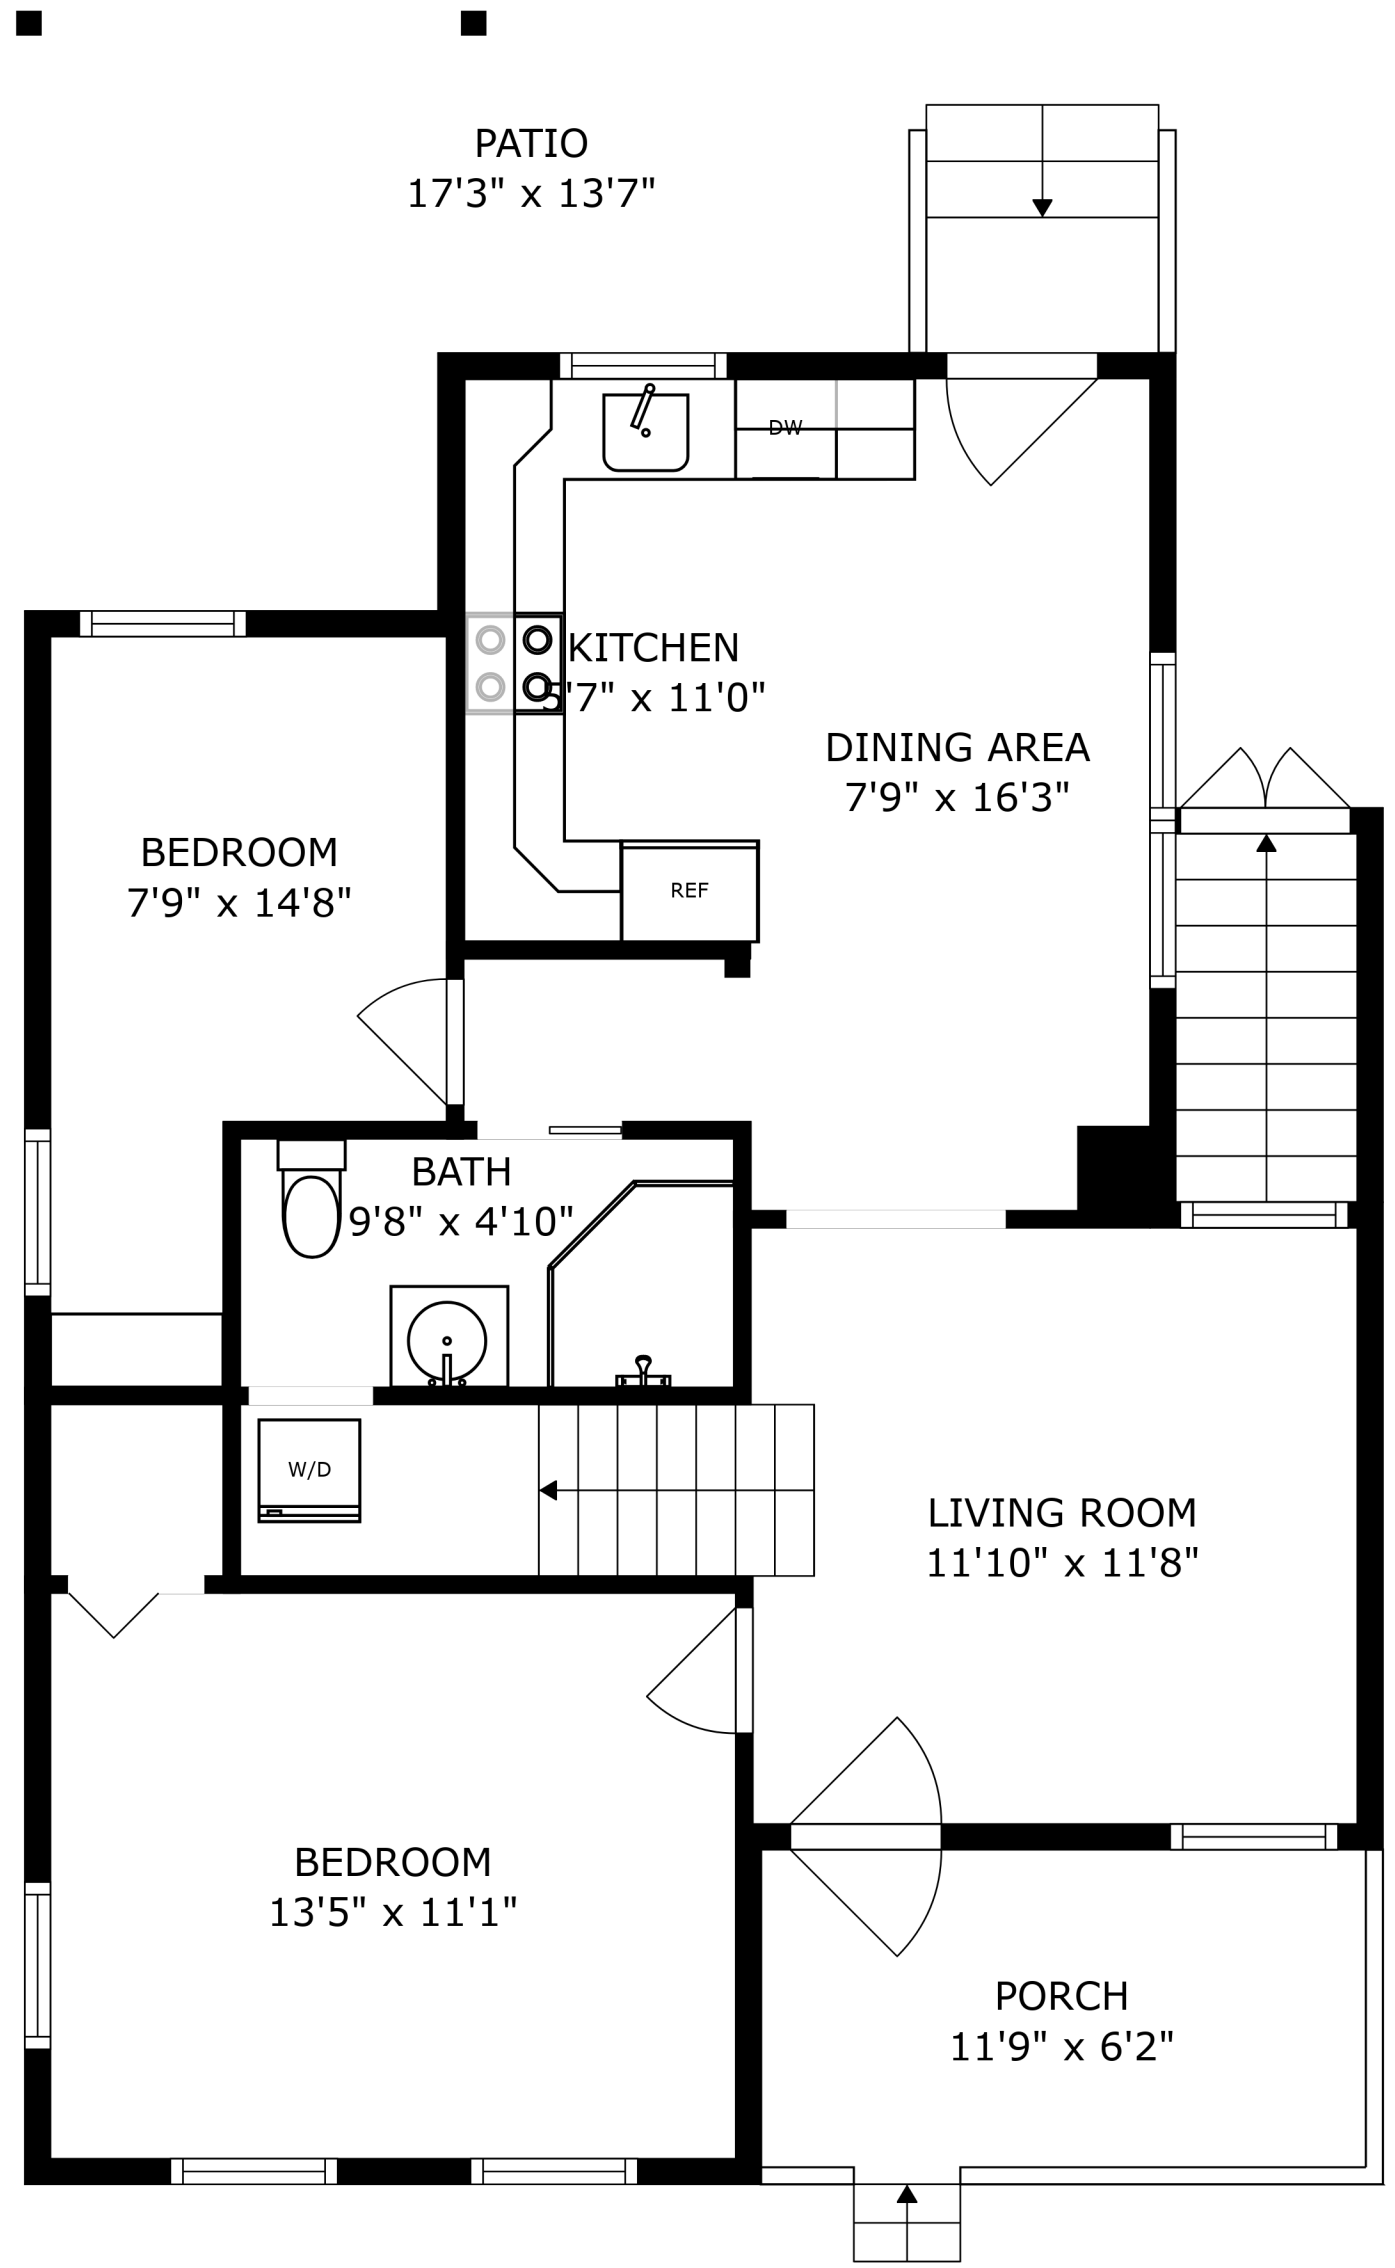 PATIO
17'3" x 13'7"
DW
KITCHEN
5'7" x 11'0"
DINING AREA
7'9" x 16'3"
BEDROOM
7'9" x 14'8"
REF
BATH
9'8" x 4'10"
W/D
LIVING ROOM
11'10" x 11'8"
BEDROOM
13'5" x 11'1"
PORCH
11'9" x 6'2"